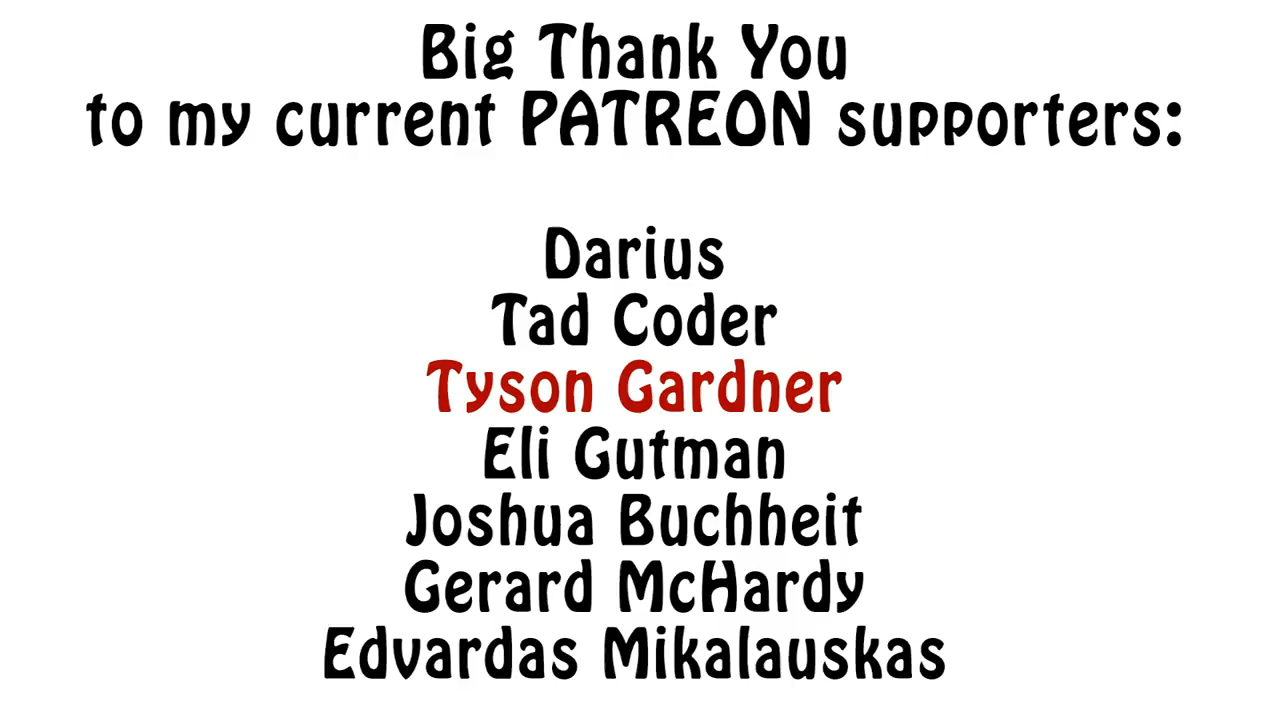 Big Thank You
to my current PATREON supporters:
Darius
Tad Coder
Tyson Gardner
Eli Gutman
Joshua Buchheit
Gerard McHardy
Edvardas Mikalauskas